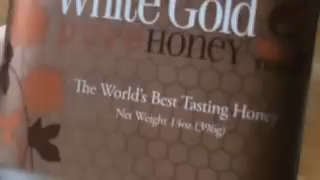 White Gold
HONEY
The World's Best Tasting Honey
Net Weight 14oz (396g)